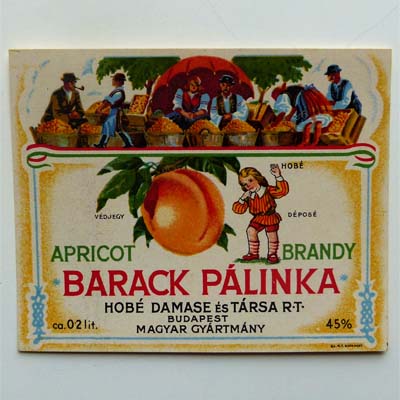 HOBÉ
VÉDJEGY
DÉPOSÉ
APRICOT BRANDY
BARACK PÁLINKA
HOBÉ DAMASE és TÁRSA R·T·
BUDAPEST
ca. 0 2 lit. MAGYAR GYÁRTMÁNY 45%